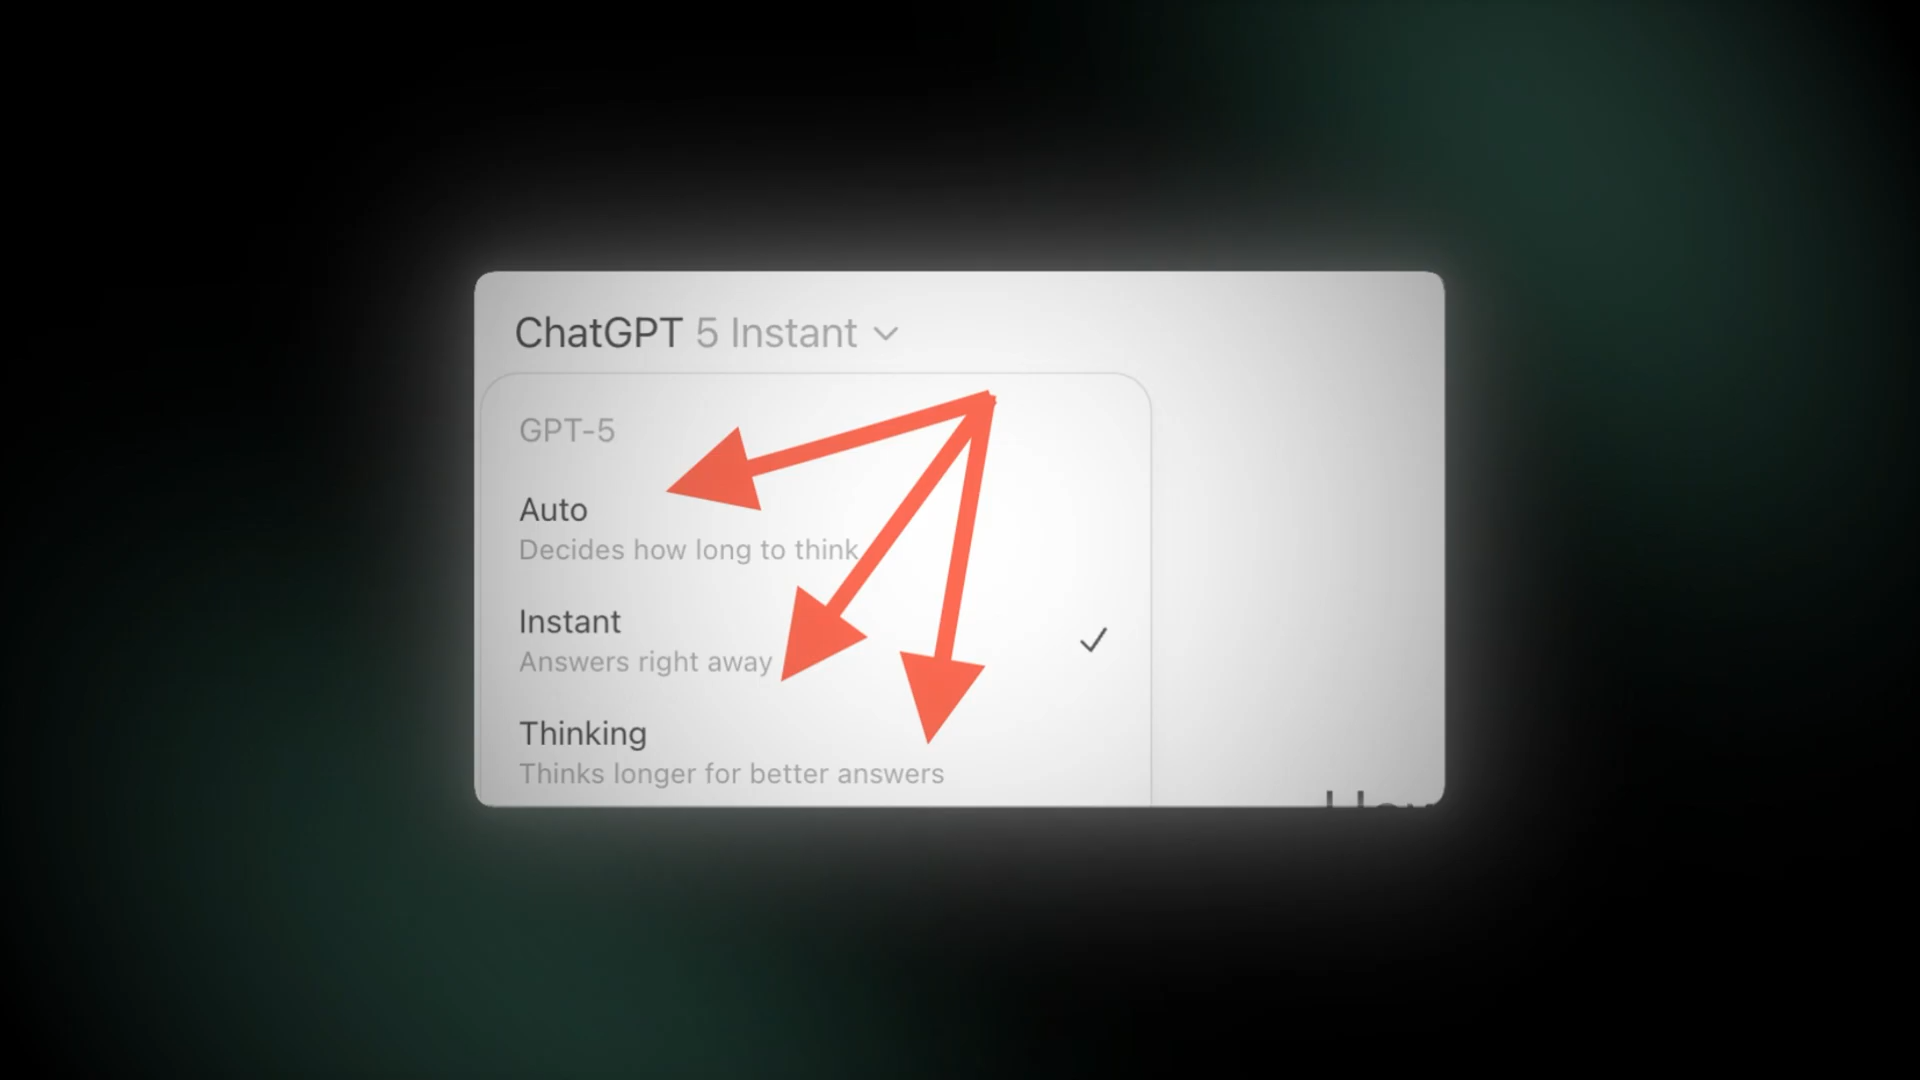 ChatGPT 5 Instant
GPT-5
Auto
Decides how long to think
Instant
Answers right away
Thinking
Thinks longer for better answers